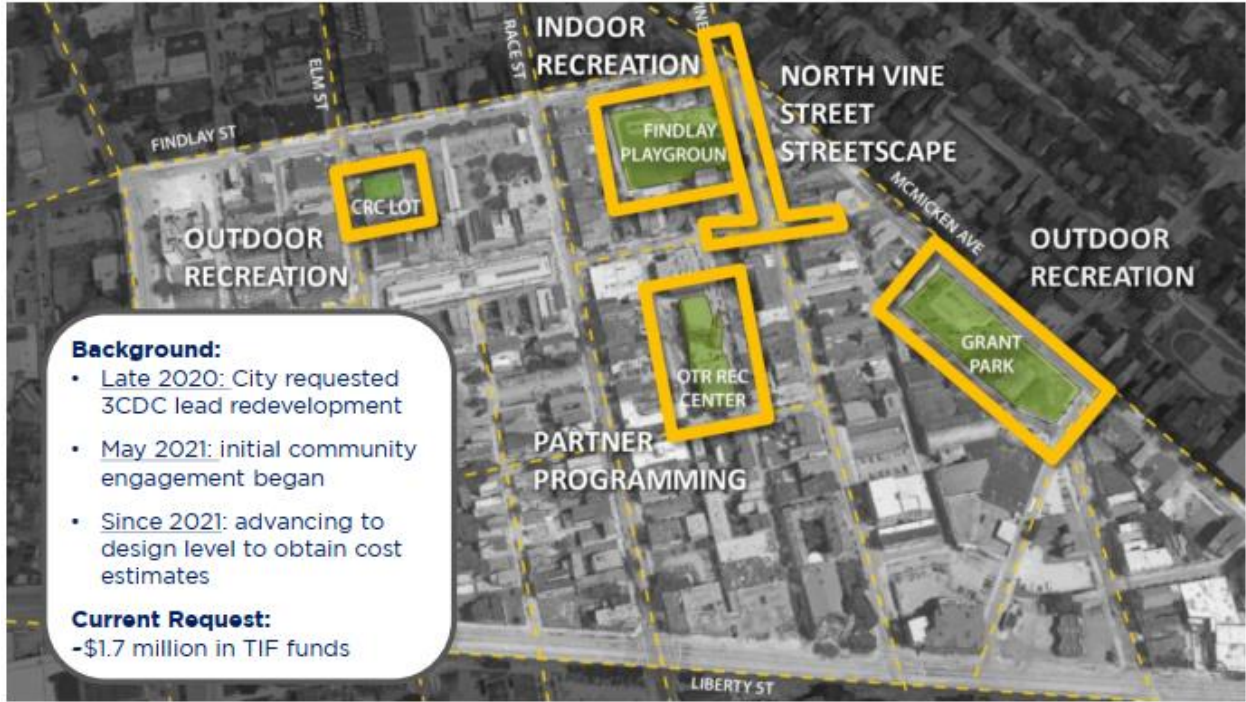 INDOOR
RECREATION
RACE ST
VINE
ELM ST
FINDLAY ST
NORTH VINE
STREET
STREETSCAPE
FINDLAY
PLAYGROUN
MCMICKEN AVE
CRC LOT
OUTDOOR
RECREATION
OUTDOOR
RECREATION
GRANT
PARK
OTR REC
CENTER
PARTNER
PROGRAMMING
Background:
• Late 2020: City requested
3CDC lead redevelopment
• May 2021: initial community
engagement began
• Since 2021: advancing to
design level to obtain cost
estimates
Current Request:
~$1.7 million in TIF funds
LIBERTY ST